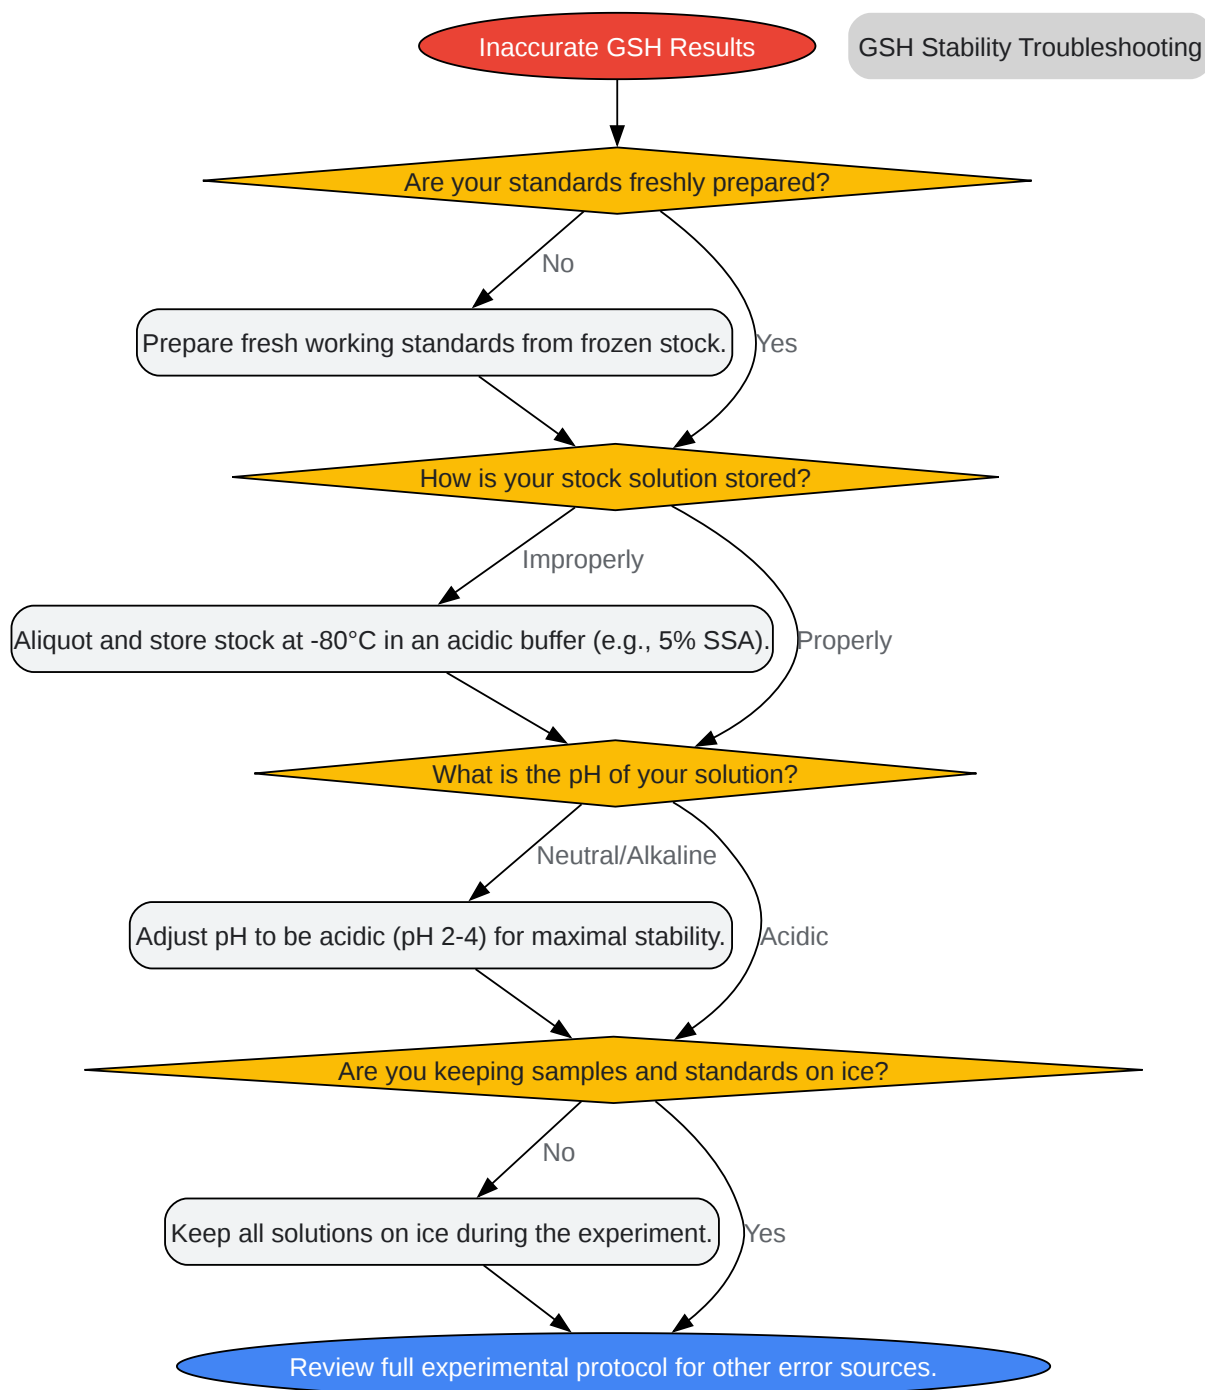 Inaccurate GSH Results
GSH Stability Troubleshooting
Are your standards freshly prepared?
No
Prepare fresh working standards from frozen stock.
Yes
How is your stock solution stored?
Improperly
Aliquot and store stock at -80°C in an acidic buffer (e.g., 5% SSA).
Properly
What is the pH of your solution?
Neutral/Alkaline
Adjust pH to be acidic (pH 2-4) for maximal stability.
Acidic
Are you keeping samples and standards on ice?
No
Keep all solutions on ice during the experiment.
Yes
Review full experimental protocol for other error sources.